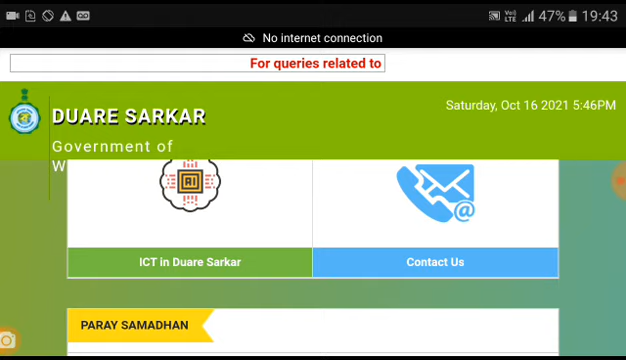 47% 19:43
No internet connection
For queries related to
DUARE SARKAR
Saturday, Oct 16 2021 5:46PM
Government of
W
AI
@
ICT in Duare Sarkar
Contact Us
PARAY SAMADHAN